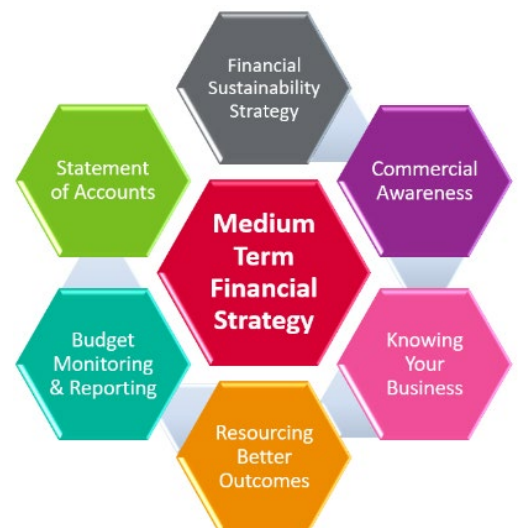 Financial
Sustainability
Strategy
Commercial
Awareness
Knowing
Your
Business
Resourcing
Better
Outcomes
Budget
Monitoring
& Reporting
Statement
of Accounts
Medium
Term
Financial
Strategy